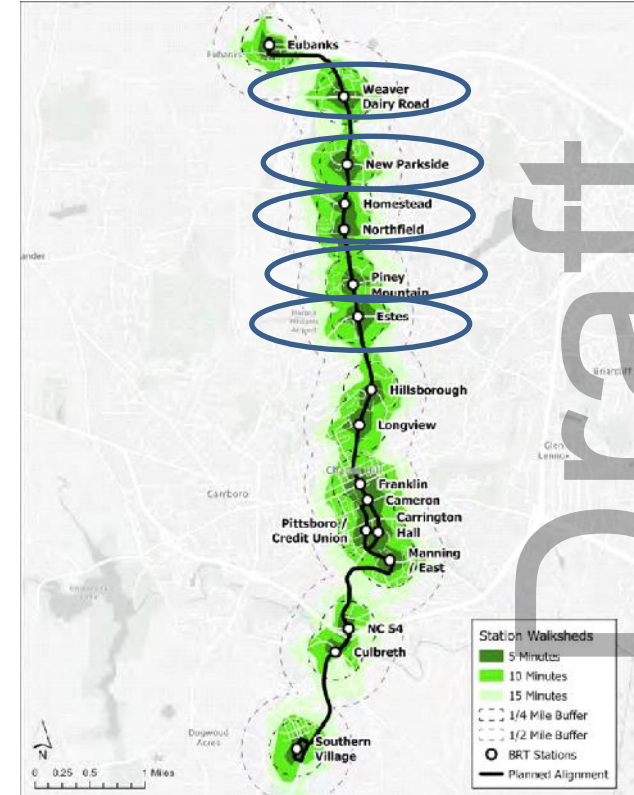 Eubanks
Eubanks
Weaver
Dairy Road
New Parkside
Homestead
Northfield
Piney
Mountain
Estes
Hillsborough
Longview
Chapel Hill
Franklin
Cameron
Carrboro
Pittsboro /
Credit Union
Carrington
Hall
Manning
/ East
NC 54
Culbreth
Dogwood
Acres
Southern
Village
Glen
Lennox
Draft
Station Walksheds
5 Minutes
10 Minutes
15 Minutes
1/4 Mile Buffer
1/2 Mile Buffer
BRT Stations
Planned Alignment
N
0 0.25 0.5 1 Miles